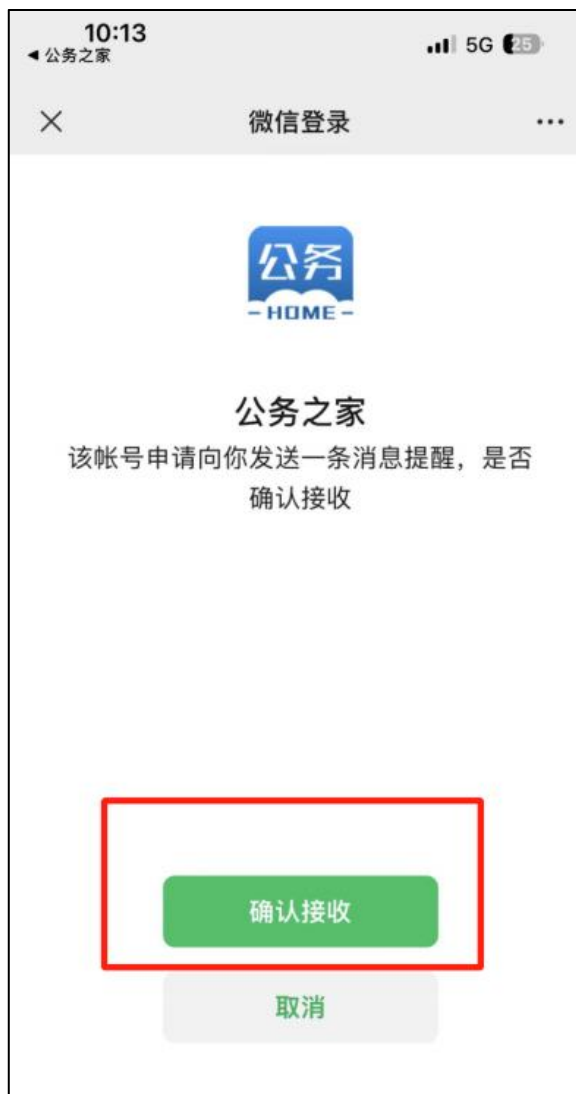 10:13
公务之家
5G 25
微信登录
公务
- HOME -
公务之家
该帐号申请向你发送一条消息提醒，是否
确认接收
确认接收
取消